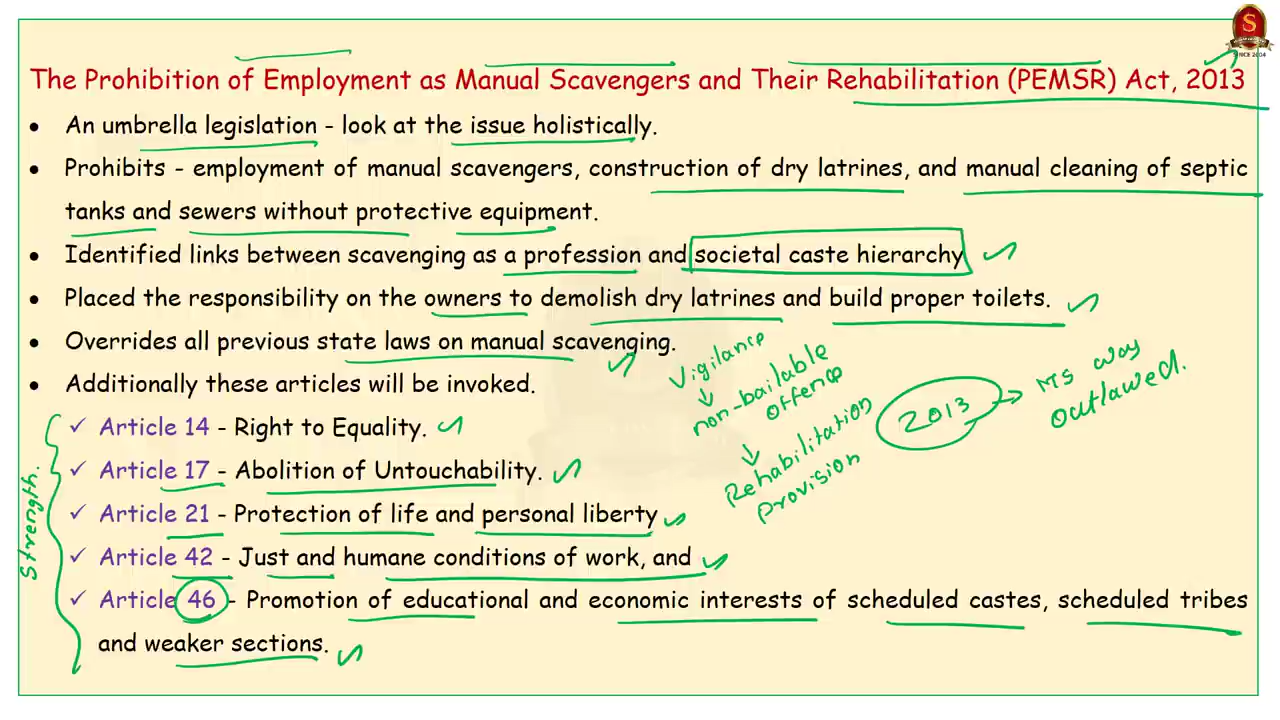 S
SINCE 2004
The Prohibition of Employment as Manual Scavengers and Their Rehabilitation (PEMSR) Act, 2013
• An umbrella legislation - look at the issue holistically.
• Prohibits - employment of manual scavengers, construction of dry latrines, and manual cleaning of septic
tanks and sewers without protective equipment.
• Identified links between scavenging as a profession and societal caste hierarchy
• Placed the responsibility on the owners to demolish dry latrines and build proper toilets.
• Overrides all previous state laws on manual scavenging.
• Additionally these articles will be invoked.
✓ Article 14 - Right to Equality.
✓ Article 17 - Abolition of Untouchability.
✓ Article 21 - Protection of life and personal liberty
✓ Article 42 - Just and humane conditions of work, and
✓ Article 46 - Promotion of educational and economic interests of scheduled castes, scheduled tribes
and weaker sections.
Strength.
Vigilance
non-bailable
offence
Rehabilitation
provision
2013 → MS was
outlawed.